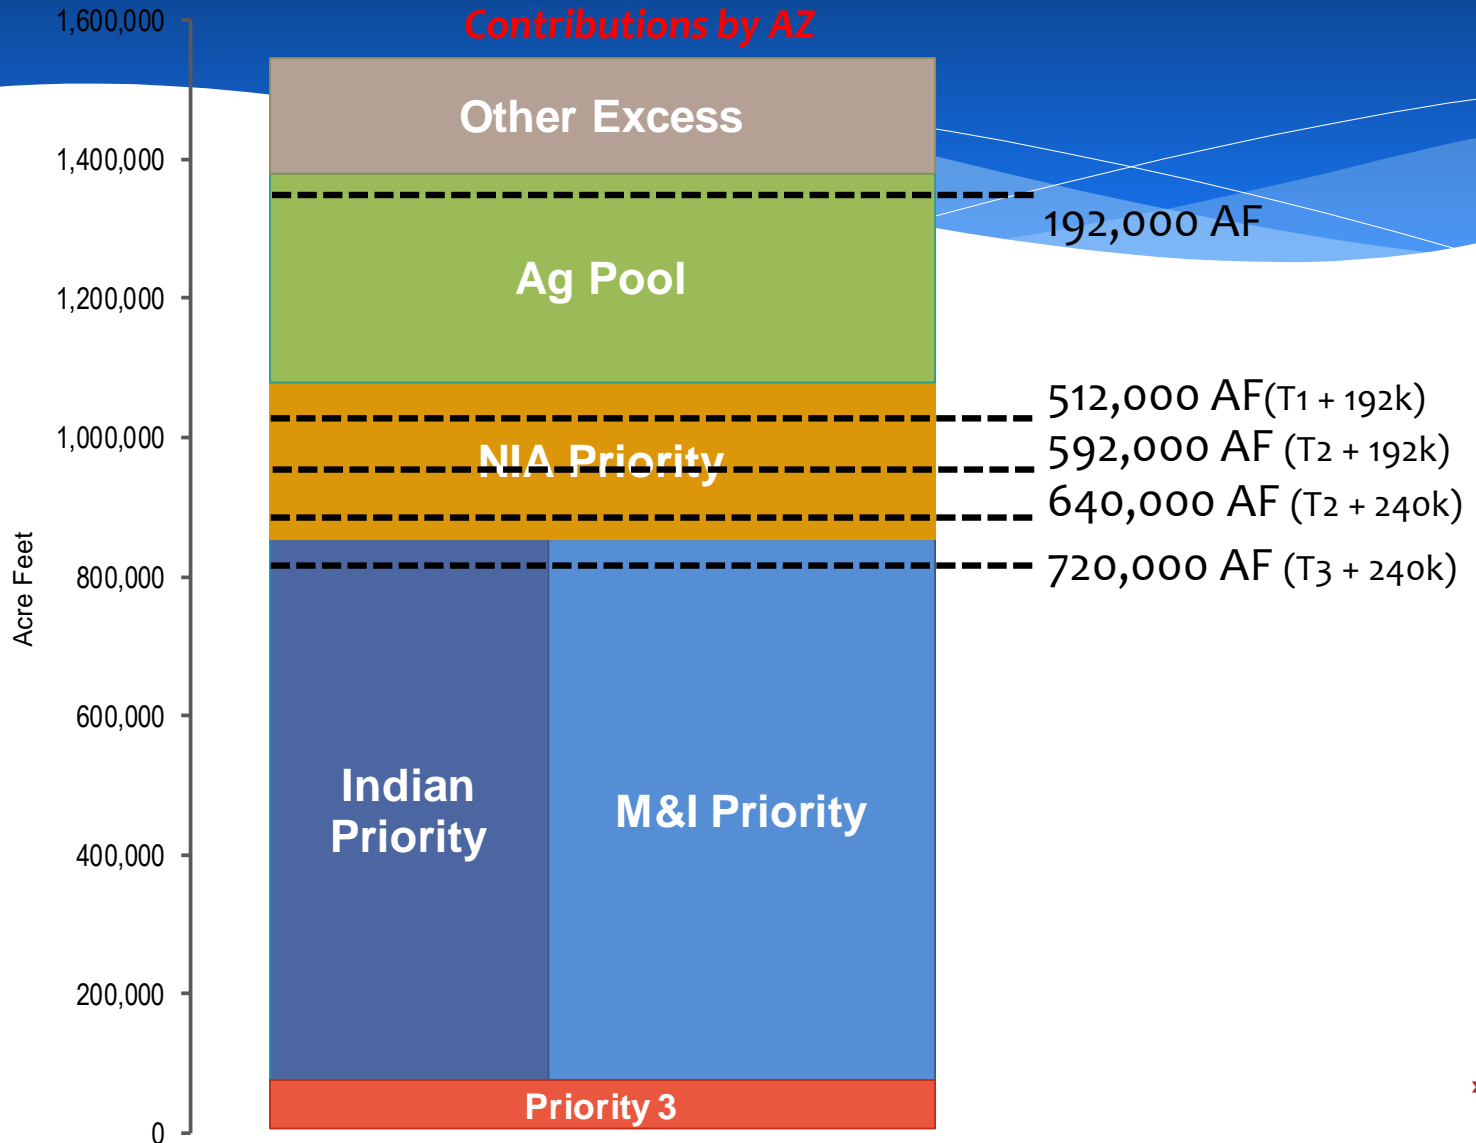 Contributions by AZ
1,600,000
1,400,000
1,200,000
1,000,000
800,000
600,000
400,000
200,000
0
Acre Feet
Other Excess
Ag Pool
NIA Priority
Indian
Priority
M&I Priority
Priority 3
192,000 AF
512,000 AF(T1 + 192k)
592,000 AF (T2 + 192k)
640,000 AF (T2 + 240k)
720,000 AF (T3 + 240k)